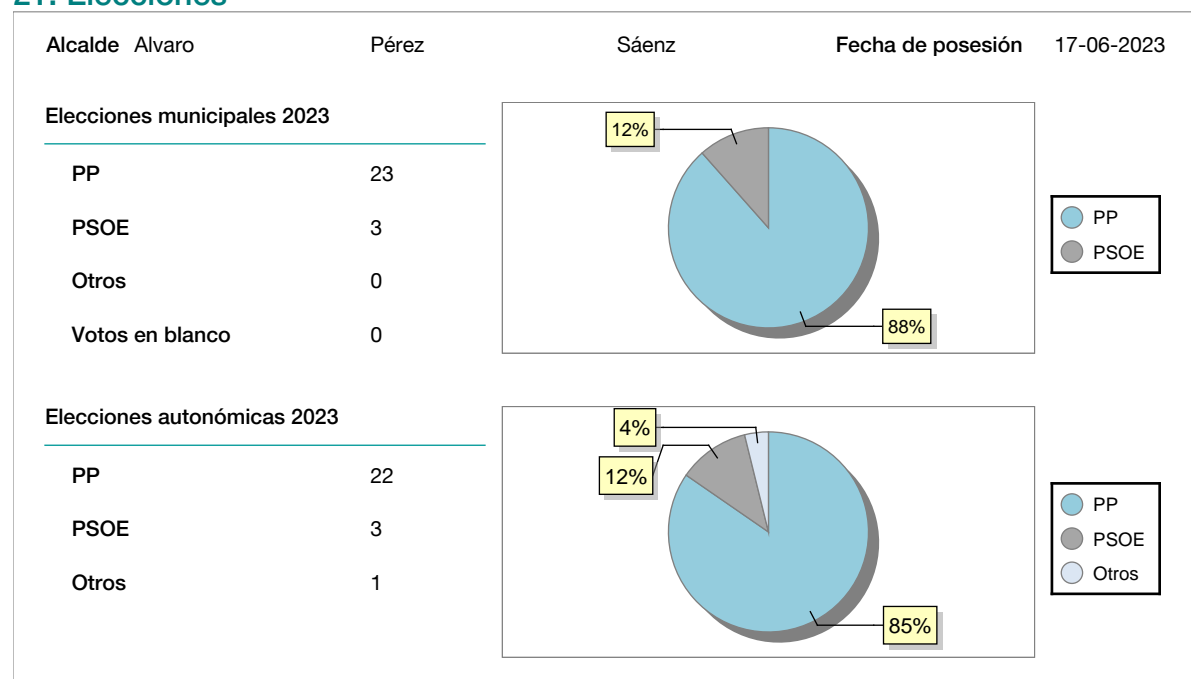 21. Elecciones
Alcalde Alvaro Pérez Sáenz Fecha de posesión 17-06-2023
Elecciones municipales 2023
PP 23
PSOE 3
Otros 0
Votos en blanco 0
12%
88%
PP
PSOE
Elecciones autonómicas 2023
PP 22
PSOE 3
Otros 1
4%
12%
85%
PP
PSOE
Otros